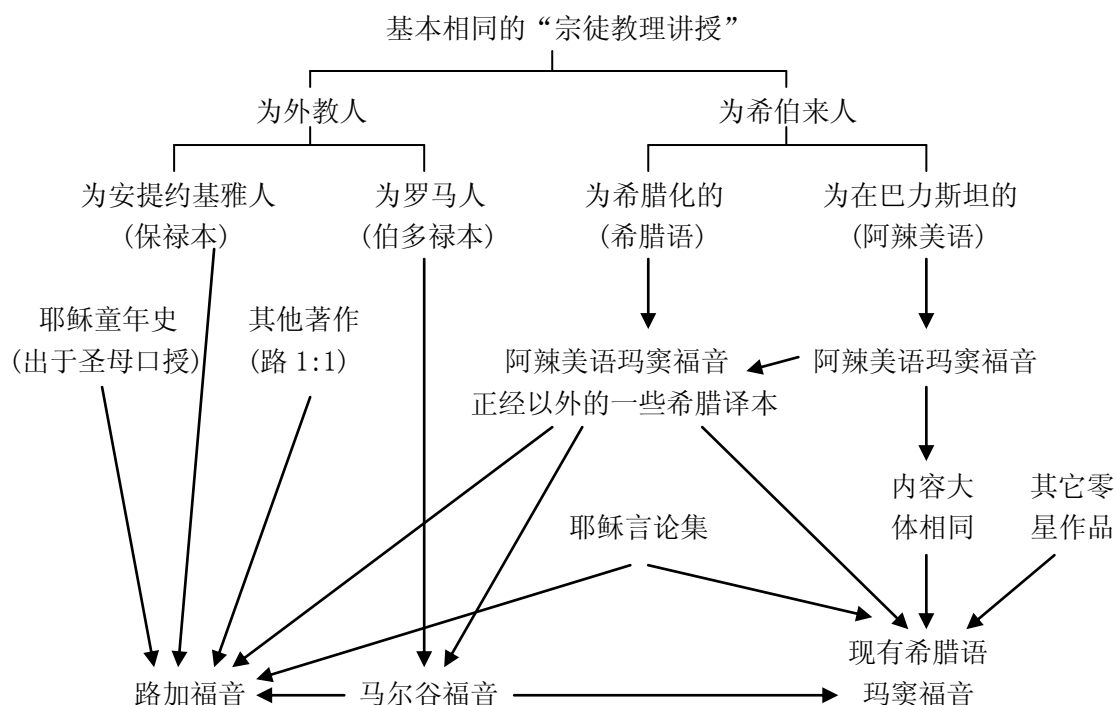 基本相同的“宗徒教理讲授”
为外教人
为希伯来人
为安提约基雅人
(保禄本)
为罗马人
(伯多禄本)
为希腊化的
(希腊语)
为在巴力斯坦的
(阿辣美语)
耶稣童年史
(出于圣母口授)
其他著作
(路 1:1)
阿辣美语玛窦福音
正经以外的一些希腊译本
阿辣美语玛窦福音
内容大
体相同
其它零
星作品
耶稣言论集
现有希腊语
玛窦福音
路加福音
马尔谷福音